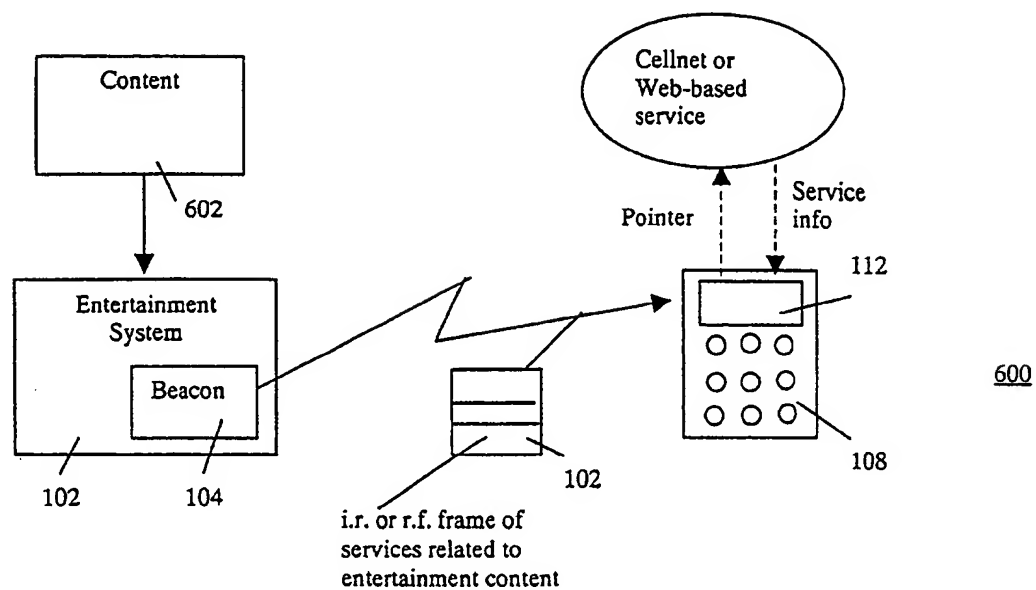 Content
602
Cellnet or
Web-based
service
Pointer
Service
info
112
Entertainment
System
Beacon
102
104
102
108
600
i.r. or r.f. frame of
services related to
entertainment content